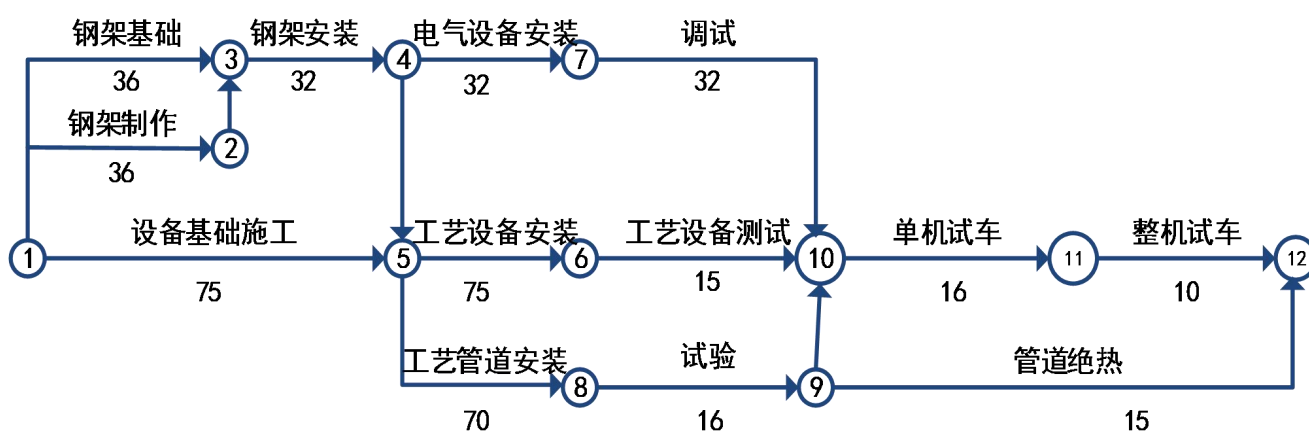 钢架基础 钢架安装 电气设备安装 调试
③ ④ ⑦
36 32 32 32
钢架制作
②
36
设备基础施工 工艺设备安装 工艺设备测试 单机试车 整机试车
① ⑤ ⑥ 10 11 12
75 75 15 16 10
工艺管道安装 试验 管道绝热
⑧ ⑨
70 16 15